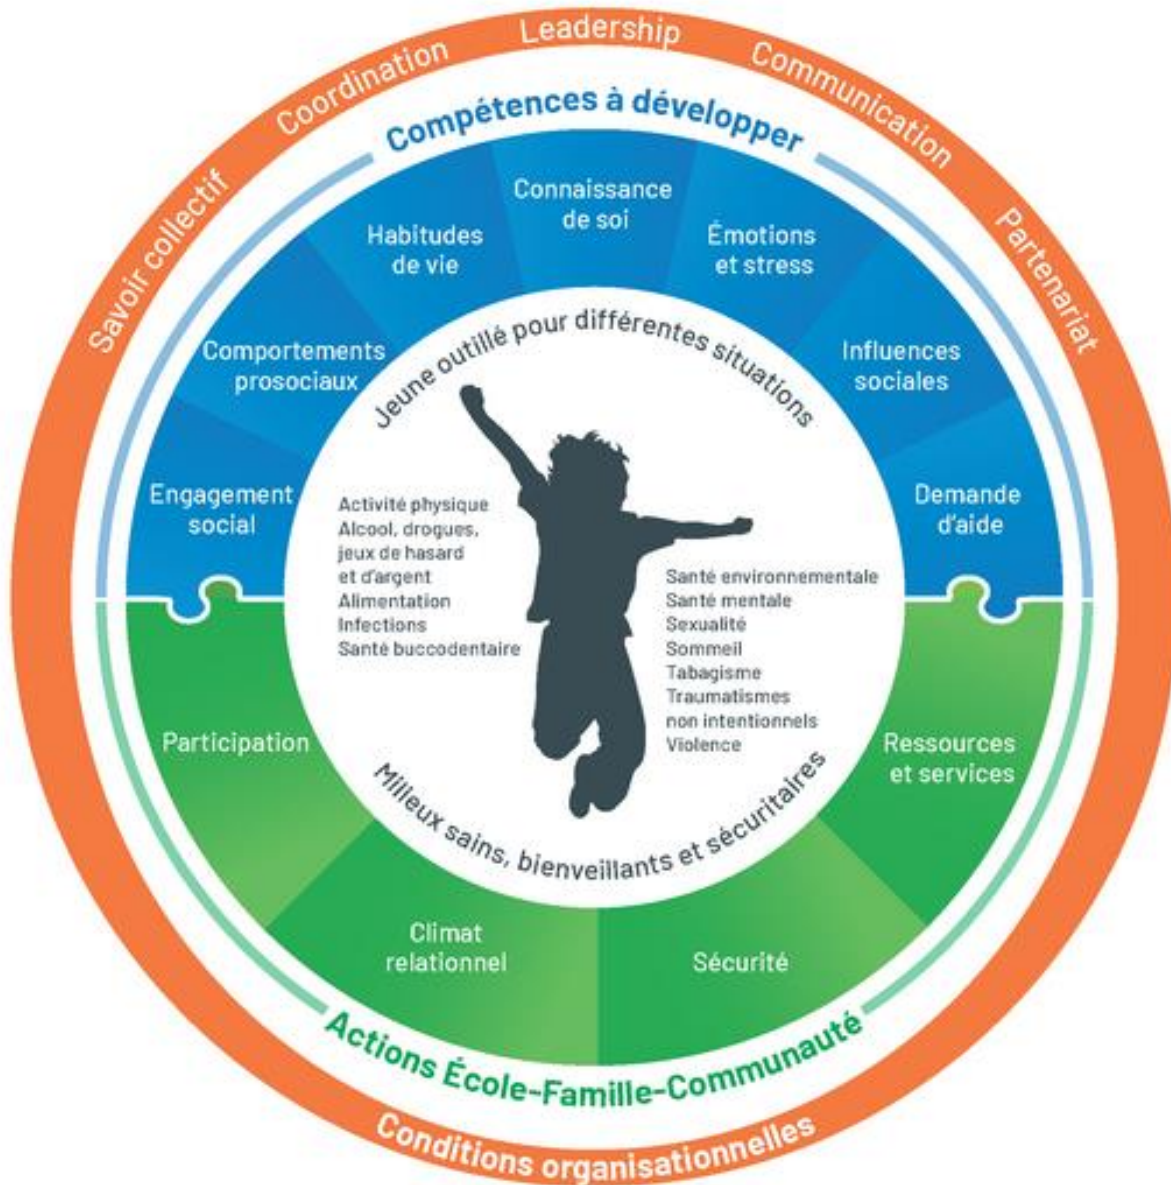 Savoir collectif
Coordination
Leadership
Communication
Partenariat
Compétences à développer
Engagement
social
Comportements
prosociaux
Habitudes
de vie
Connaissance
de soi
Émotions
et stress
Influences
sociales
Demande
d'aide
Jeune outillé pour différentes situations
Activité physique
Alcool, drogues,
jeux de hasard
et d'argent
Alimentation
Infections
Santé buccodentaire
Santé environnementale
Santé mentale
Sexualité
Sommeil
Tabagisme
Traumatismes
non intentionnels
Violence
Milieux sains, bienveillants et sécuritaires
Participation
Climat
relationnel
Sécurité
Ressources
et services
Actions École-Famille-Communauté
Conditions organisationnelles